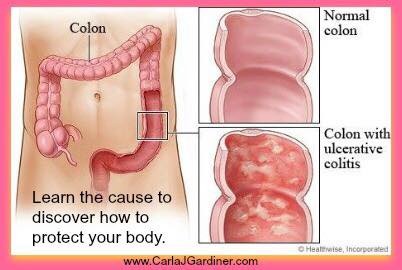 Colon
Normal
colon
Colon with
ulcerative
colitis
Learn the cause to
discover how to
protect your body.
© Healthwise, Incorporated
www.CarlaJGardiner.com